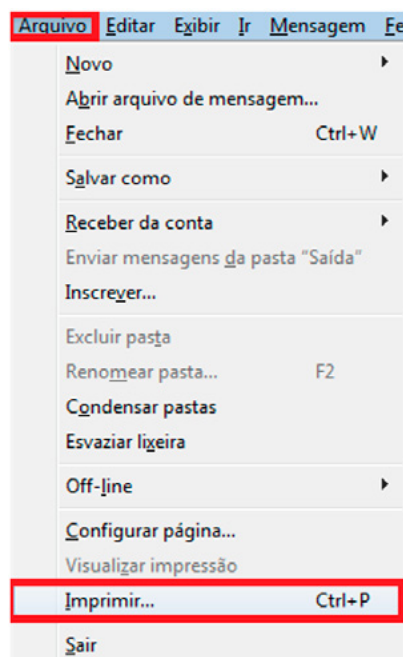 Arquivo Editar Exibir Ir Mensagem Fe
Novo
Abrir arquivo de mensagem...
Fechar Ctrl+W
Salvar como
Receber da conta
Enviar mensagens da pasta "Saída"
Inscrever...
Excluir pasta
Renomear pasta... F2
Condensar pastas
Esvaziar lixeira
Off-line
Configurar página...
Visualizar impressão
Imprimir... Ctrl+P
Sair